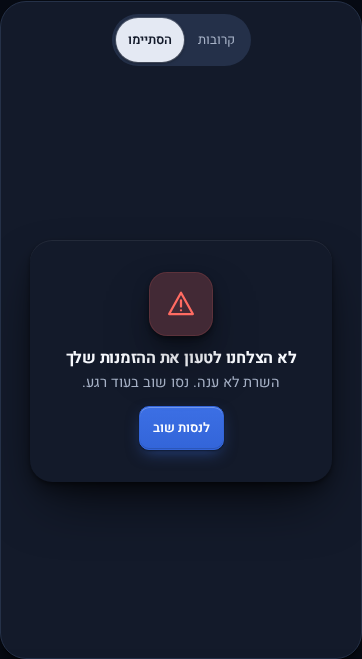 קרובות
הסתיימו
לא הצלחנו לטעון את ההזמנות שלך
השרת לא ענה. נסו שוב בעוד רגע.
לנסות שוב